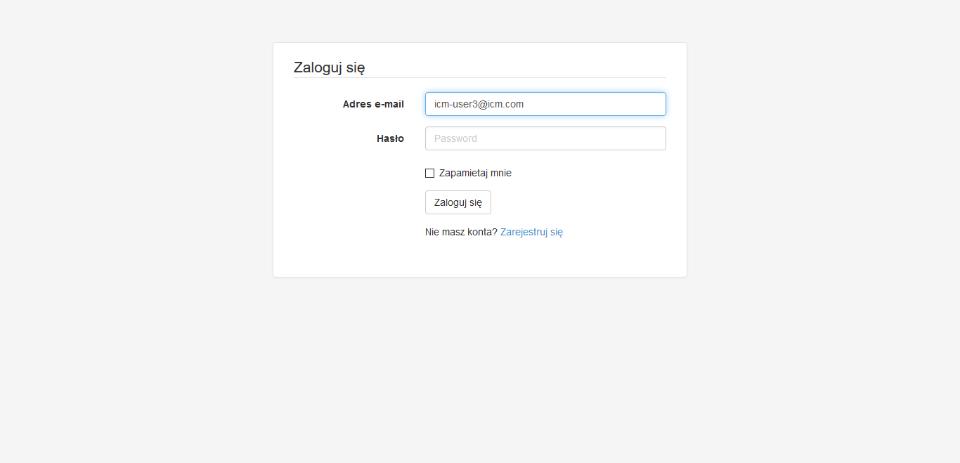 Zaloguj się
Adres e-mail icm-user3@icm.com
Hasło Password
Zapamietaj mnie
Zaloguj się
Nie masz konta? Zarejestruj się